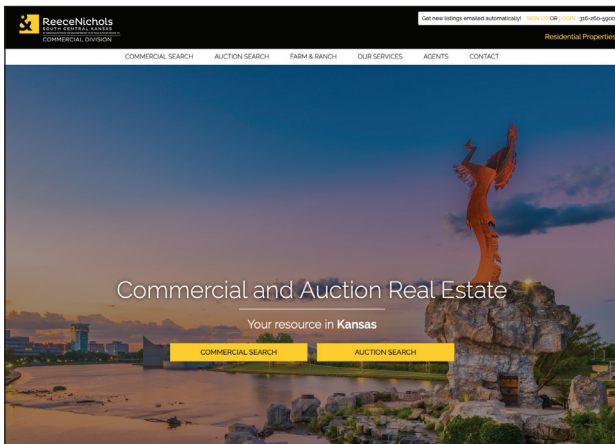 ReeceNichols
SOUTH CENTRAL KANSAS
COMMERCIAL DIVISION
Get new listings emailed automatically! SIGN UP OR LOGIN 316-260-5900
Residential Properties
COMMERCIAL SEARCH AUCTION SEARCH FARM & RANCH OUR SERVICES AGENTS CONTACT
Commercial and Auction Real Estate
Your resource in Kansas
COMMERCIAL SEARCH AUCTION SEARCH